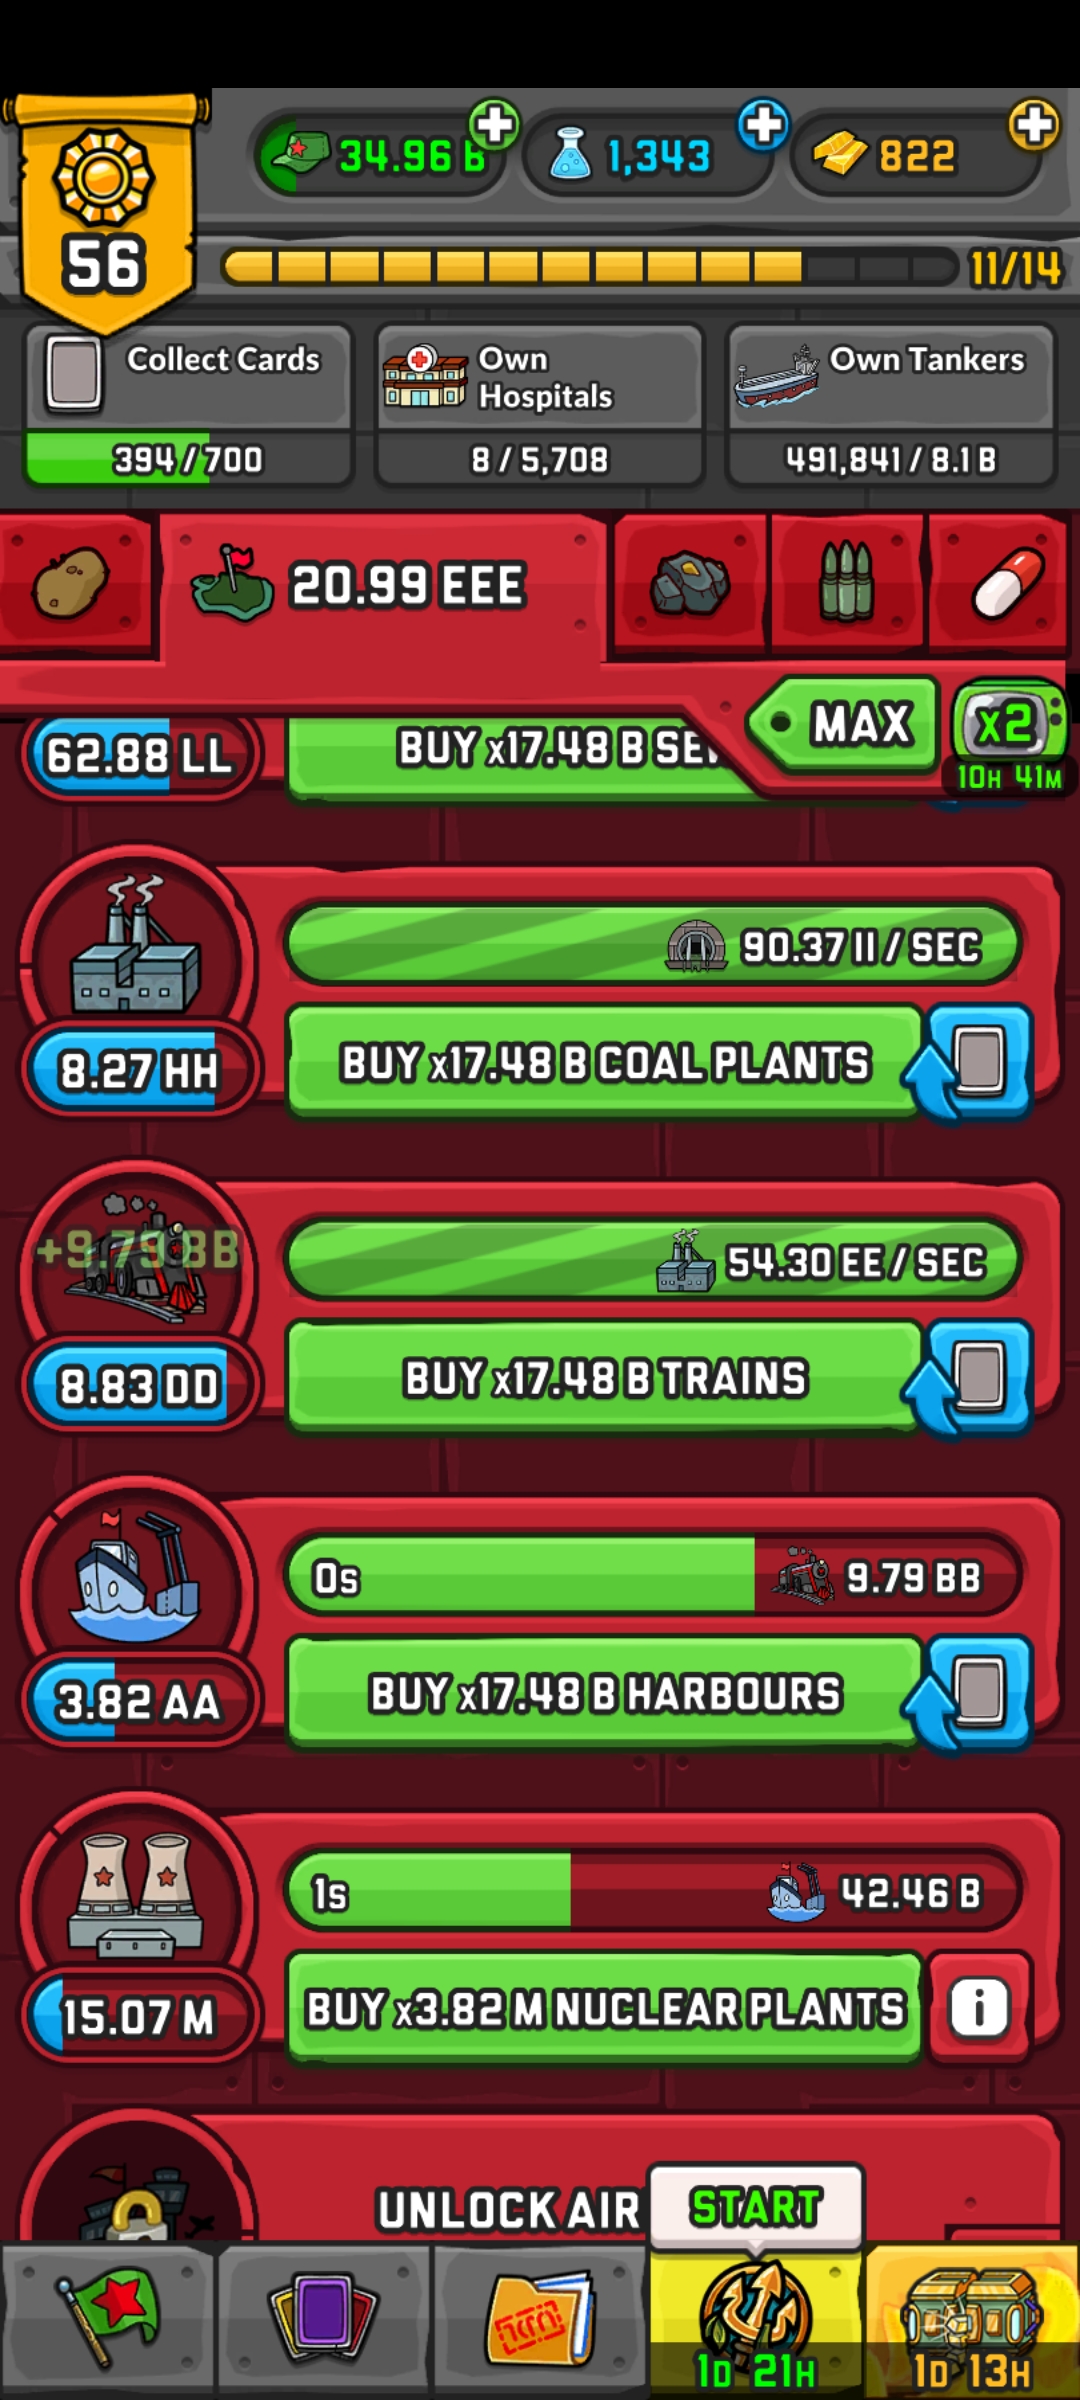 34.96 B
1,343
822
56
11/14
Collect Cards
394/700
Own
Hospitals
8/5,708
Own Tankers
491,841/8.1 B
20.99 EEE
MAX
x2
10H 41M
62.88 LL
BUY x17.48 B
8.27 HH
90.37 II / SEC
BUY x17.48 B COAL PLANTS
+9.79 BB
8.83 DD
54.30 EE / SEC
BUY x17.48 B TRAINS
3.82 AA
0s
9.79 BB
BUY x17.48 B HARBOURS
15.07 M
1s
42.46 B
BUY x3.82 M NUCLEAR PLANTS
i
UNLOCK AIR
START
1D 21H
1D 13H